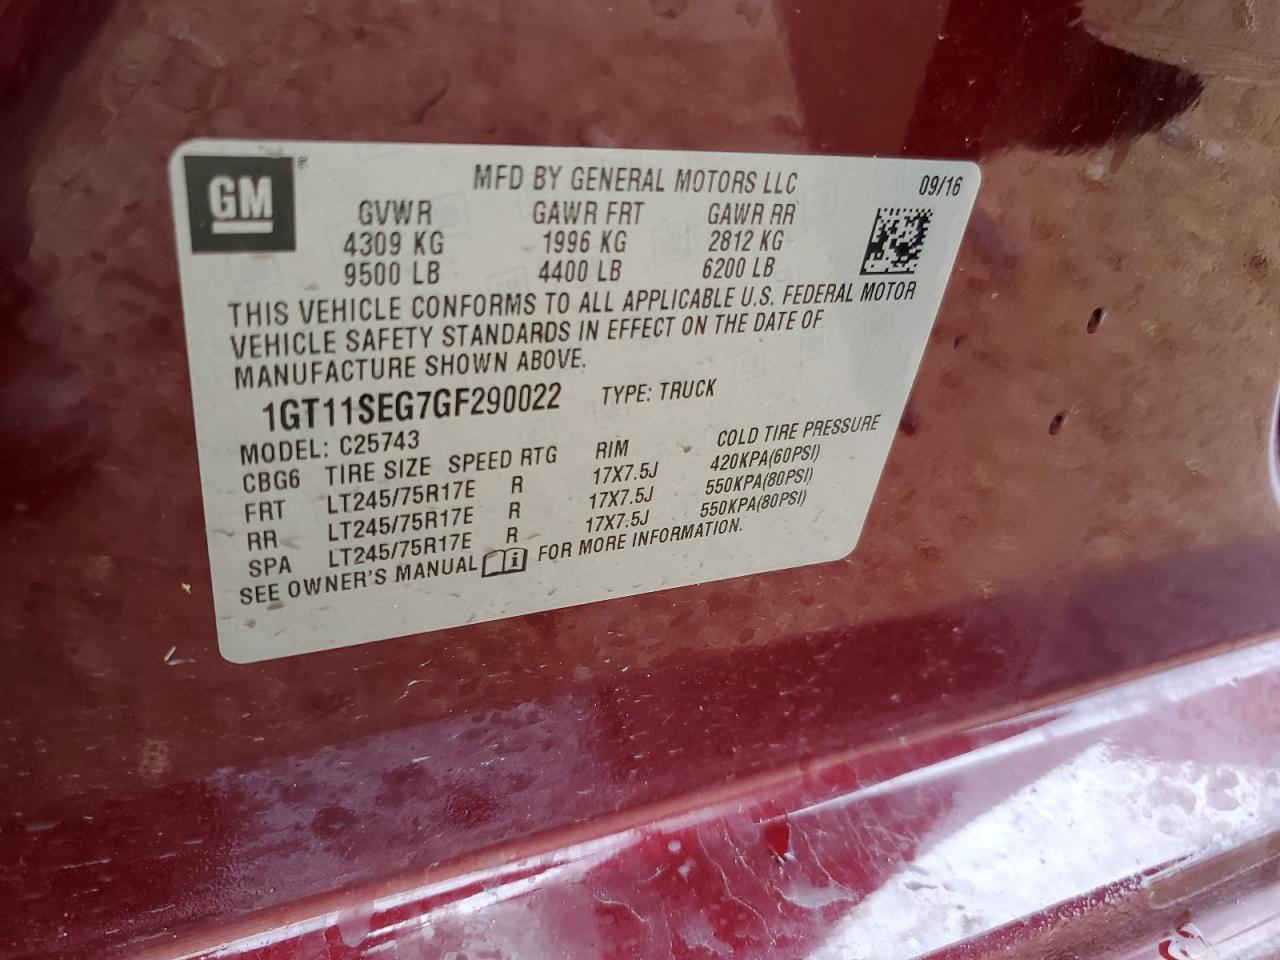 GM®
MFD BY GENERAL MOTORS LLC 09/16
GVWR GAWR FRT GAWR RR
4309 KG 1996 KG 2812 KG
9500 LB 4400 LB 6200 LB
THIS VEHICLE CONFORMS TO ALL APPLICABLE U.S. FEDERAL MOTOR
VEHICLE SAFETY STANDARDS IN EFFECT ON THE DATE OF
MANUFACTURE SHOWN ABOVE.
1GT11SEG7GF290022 TYPE: TRUCK
MODEL: C25743
CBG6 TIRE SIZE SPEED RTG RIM COLD TIRE PRESSURE
FRT LT245/75R17E R 17X7.5J 420KPA(60PSI)
RR LT245/75R17E R 17X7.5J 550KPA(80PSI)
SPA LT245/75R17E R 17X7.5J 550KPA(80PSI)
SEE OWNER'S MANUAL i FOR MORE INFORMATION.